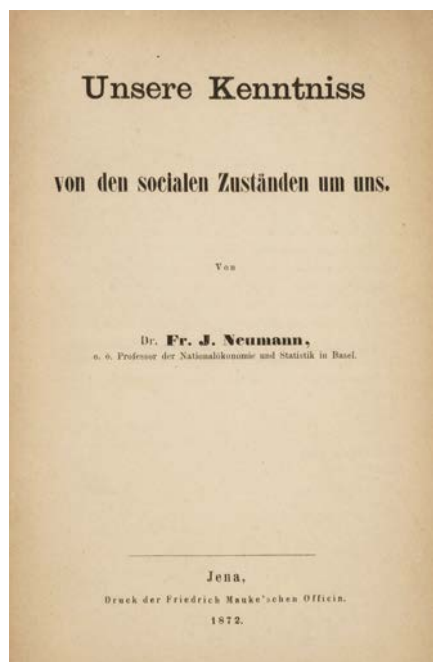 Unsere Kenntniss
von den socialen Zuständen um uns.
Von
Dr. Fr. J. Neumann,
o. ö. Professor der Nationalökonomie und Statistik in Basel.
Jena,
Druck der Friedrich Mauke'schen Officin.
1872.